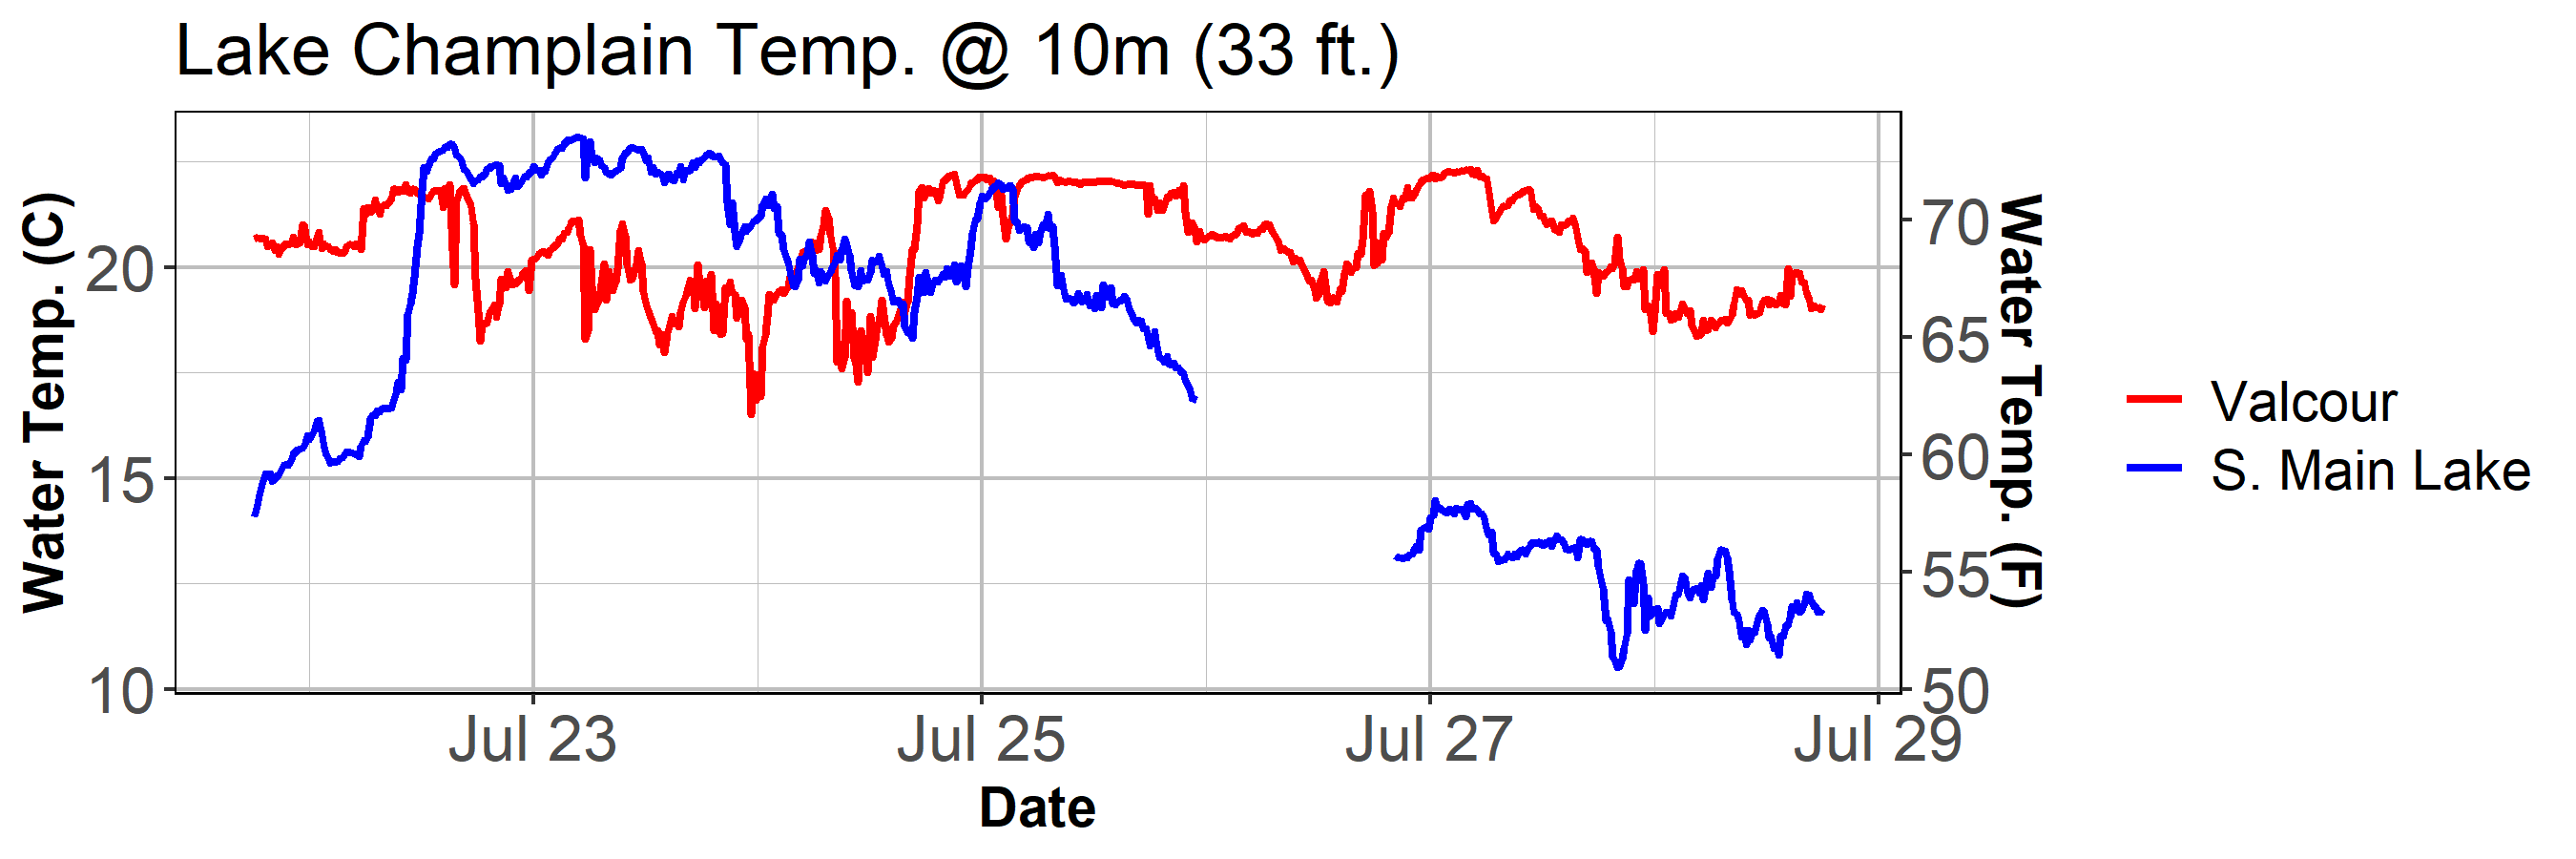 Lake Champlain Temp. @ 10m (33 ft.)
Water Temp. (C)
20
15
10
70
65
60
55
50
Water Temp. (F)
Jul 23
Jul 25
Jul 27
Jul 29
Date
Valcour
S. Main Lake